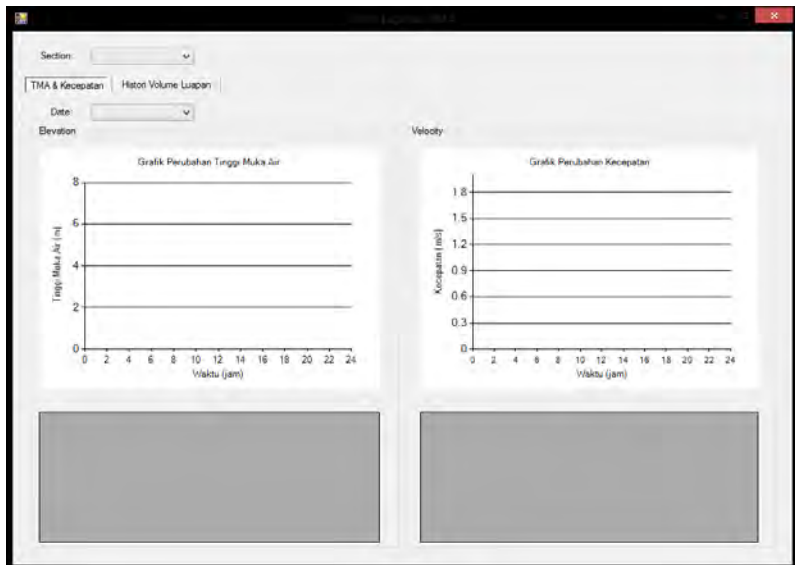 Section:
TMA & Kecepatan
Histori Volume Luapan
Date:
Elevation
Grafik Perubahan Tinggi Muka Air
Tinggi Muka Air (m)
8
6
4
2
0
0 2 4 6 8 10 12 14 16 18 20 22 24
Waktu (jam)
Velocity
Grafik Perubahan Kecepatan
Kecepatan (m/s)
1.8
1.5
1.2
0.9
0.6
0.3
0
0 2 4 6 8 10 12 14 16 18 20 22 24
Waktu (jam)